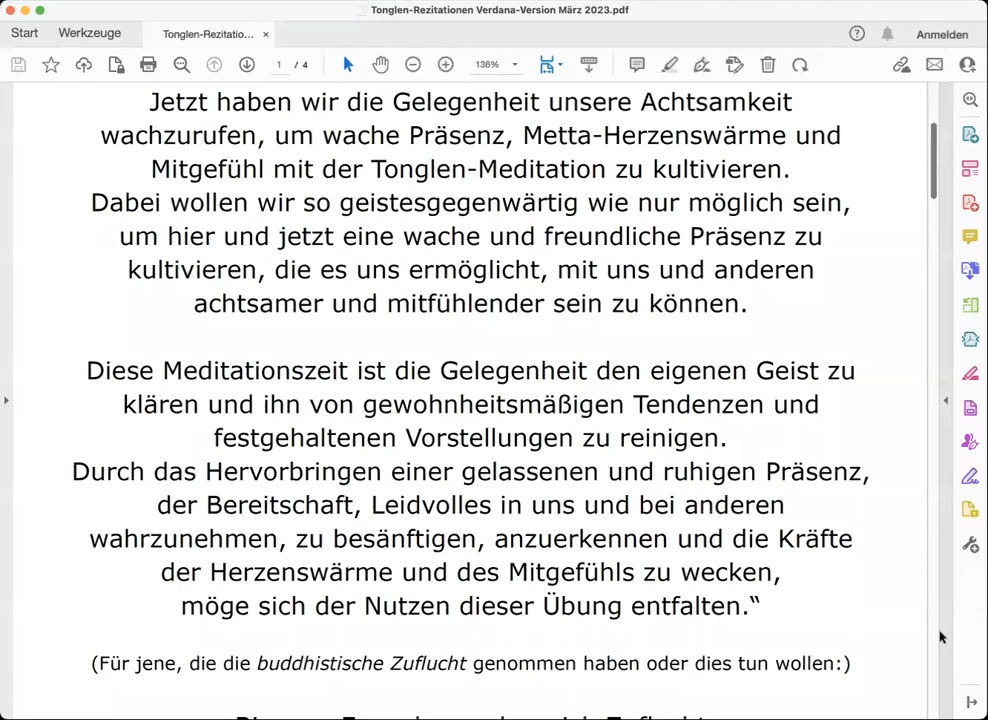 Tonglen-Rezitationen Verdana-Version März 2023.pdf
Start
Werkzeuge
Tonglen-Rezitatio... ×
Anmelden
1 / 4
136%
Jetzt haben wir die Gelegenheit unsere Achtsamkeit
wachzurufen, um wache Präsenz, Metta-Herzenswärme und
Mitgefühl mit der Tonglen-Meditation zu kultivieren.
Dabei wollen wir so geistesgegenwärtig wie nur möglich sein,
um hier und jetzt eine wache und freundliche Präsenz zu
kultivieren, die es uns ermöglicht, mit uns und anderen
achtsamer und mitfühlender sein zu können.
Diese Meditationszeit ist die Gelegenheit den eigenen Geist zu
klären und ihn von gewohnheitsmäßigen Tendenzen und
festgehaltenen Vorstellungen zu reinigen.
Durch das Hervorbringen einer gelassenen und ruhigen Präsenz,
der Bereitschaft, Leidvolles in uns und bei anderen
wahrzunehmen, zu besänftigen, anzuerkennen und die Kräfte
der Herzenswärme und des Mitgefühls zu wecken,
möge sich der Nutzen dieser Übung entfalten.“
(Für jene, die die buddhistische Zuflucht genommen haben oder dies tun wollen:)